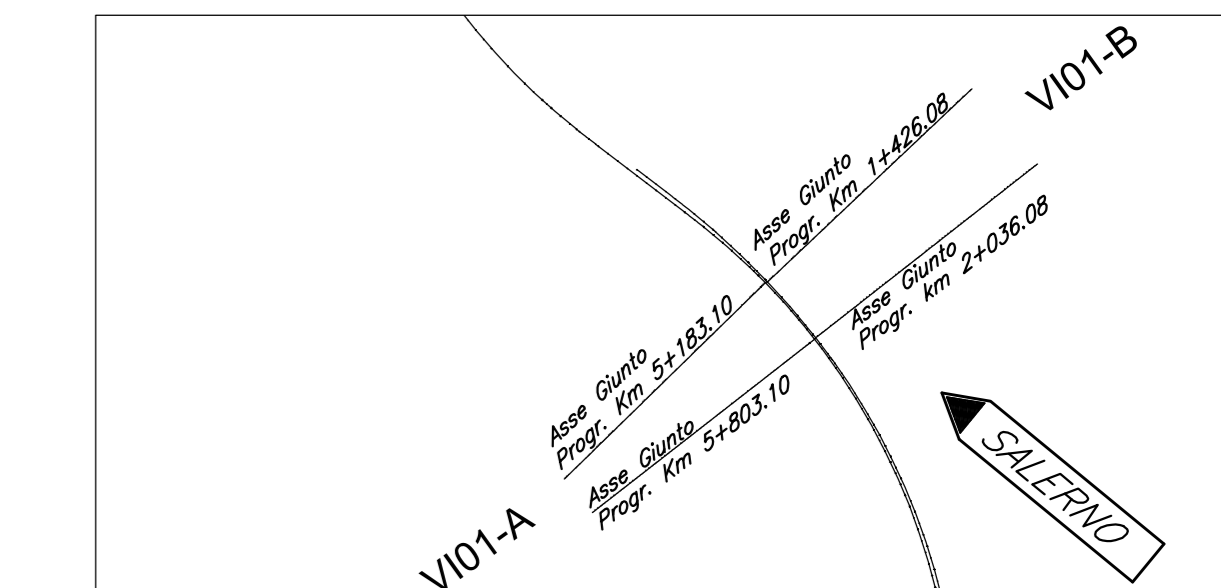 VI01-B
Asse Giunto
Progr. Km 1+426.08
Asse Giunto
Progr. km 2+036.08
Asse Giunto
Progr. Km 5+183.10
Asse Giunto
Progr. Km 5+803.10
SALERNO
VI01-A